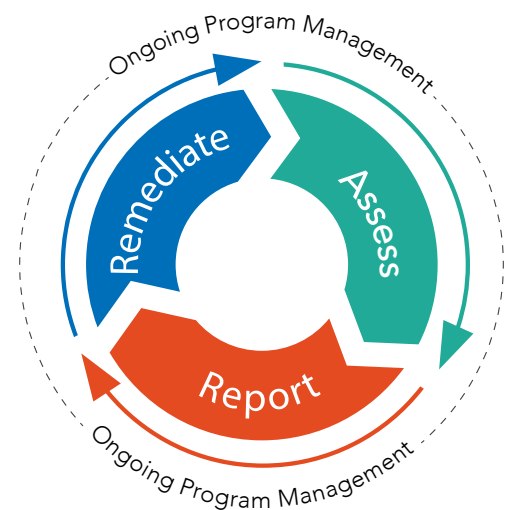 Ongoing Program Management
Remediate
Assess
Report
Ongoing Program Management